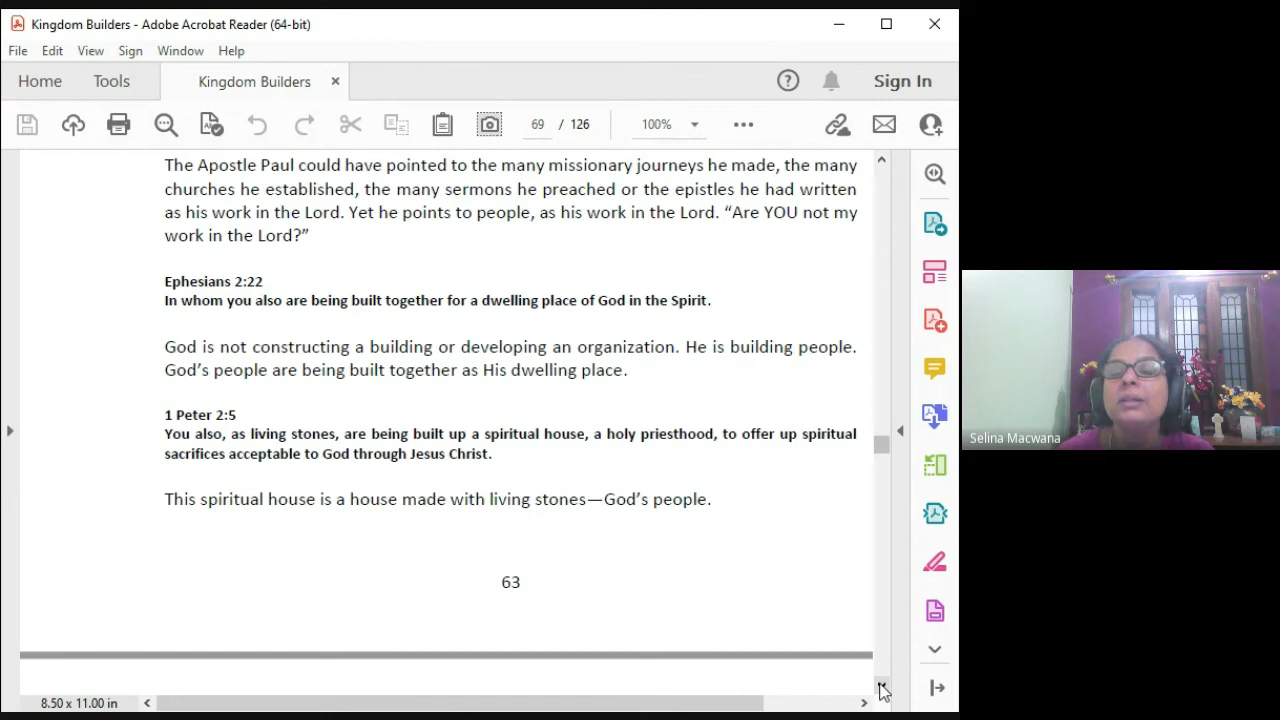 Kingdom Builders - Adobe Acrobat Reader (64-bit)
File Edit View Sign Window Help
Home Tools Kingdom Builders × Sign In
69 / 126 100%
The Apostle Paul could have pointed to the many missionary journeys he made, the many
churches he established, the many sermons he preached or the epistles he had written
as his work in the Lord. Yet he points to people, as his work in the Lord. “Are YOU not my
work in the Lord?”
Ephesians 2:22
In whom you also are being built together for a dwelling place of God in the Spirit.
God is not constructing a building or developing an organization. He is building people.
God’s people are being built together as His dwelling place.
1 Peter 2:5
You also, as living stones, are being built up a spiritual house, a holy priesthood, to offer up spiritual
sacrifices acceptable to God through Jesus Christ.
This spiritual house is a house made with living stones—God’s people.
63
8.50 x 11.00 in
Selina Macwana